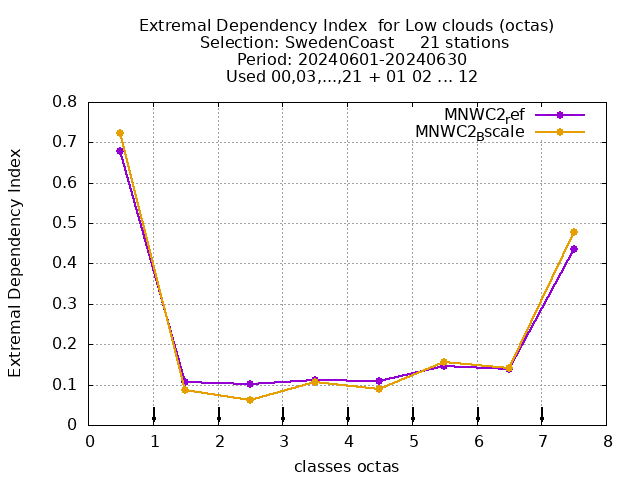 Extremal Dependency Index  for Low clouds (octas)
Selection: SwedenCoast     21 stations
Period: 20240601-20240630
Used 00,03,...,21 + 01 02 ... 12
MNWC2ref
MNWC2Bscale
Extremal Dependency Index
0.8
0.7
0.6
0.5
0.4
0.3
0.2
0.1
0
0 1 2 3 4 5 6 7 8
classes octas